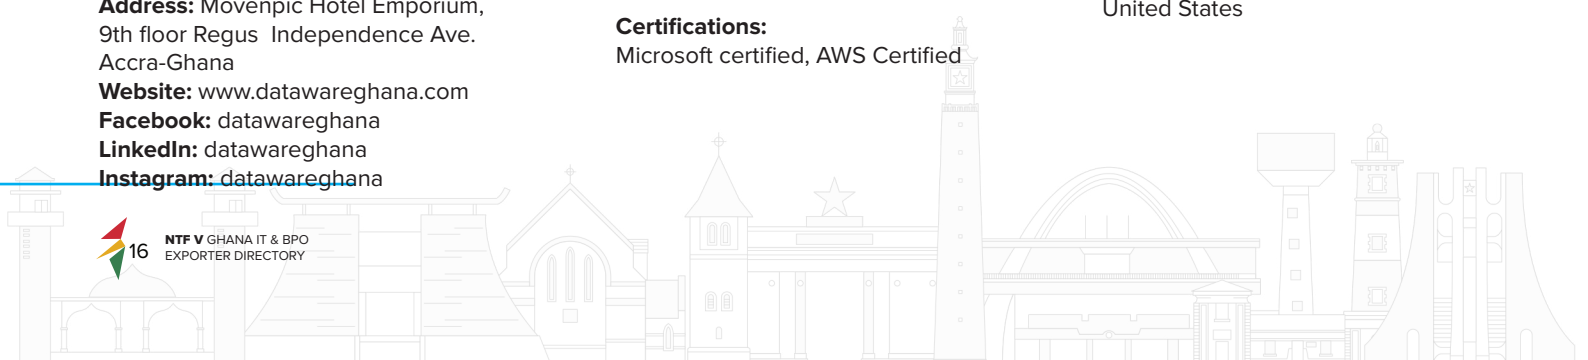 Address: Movenpic Hotel Emporium,
9th floor Regus Independence Ave.
Accra-Ghana
Website: www.datawareghana.com
Facebook: datawareghana
LinkedIn: datawareghana
Instagram: datawareghana
Certifications:
Microsoft certified, AWS Certified
United States
16
NTF V GHANA IT & BPO
EXPORTER DIRECTORY